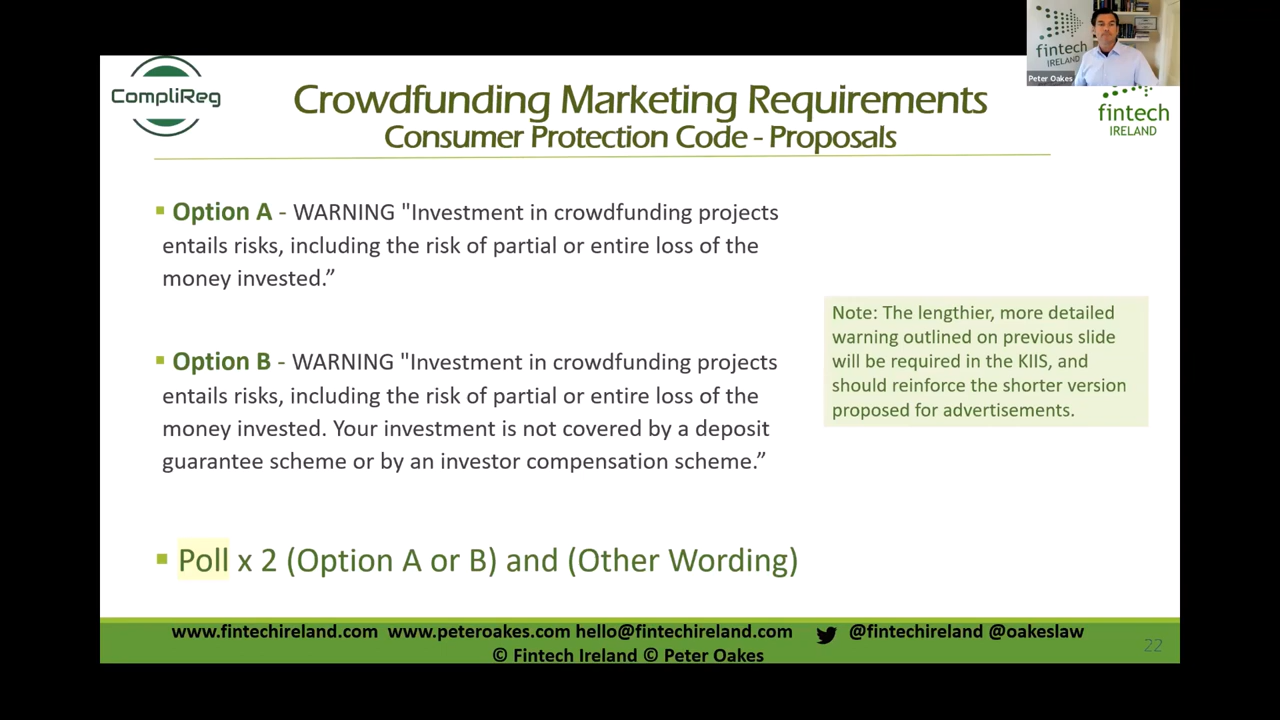 CompliReg
Crowdfunding Marketing Requirements
Consumer Protection Code - Proposals
fintech
IRELAND
Peter Oakes
fintech
IRELAND
▪ Option A - WARNING "Investment in crowdfunding projects
entails risks, including the risk of partial or entire loss of the
money invested.”
▪ Option B - WARNING "Investment in crowdfunding projects
entails risks, including the risk of partial or entire loss of the
money invested. Your investment is not covered by a deposit
guarantee scheme or by an investor compensation scheme.”
Note: The lengthier, more detailed
warning outlined on previous slide
will be required in the KIIS, and
should reinforce the shorter version
proposed for advertisements.
▪ Poll x 2 (Option A or B) and (Other Wording)
www.fintechireland.com www.peteroakes.com hello@fintechireland.com @fintechireland @oakeslaw
© Fintech Ireland © Peter Oakes
22